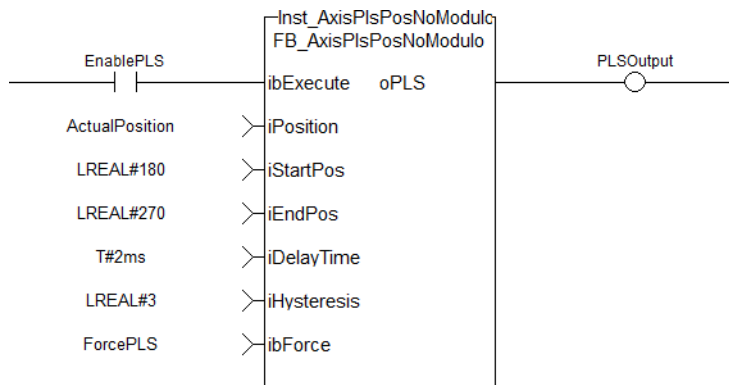 Inst_AxisPlsPosNoModulc
FB_AxisPlsPosNoModulo
EnablePLS
PLSOutput
ibExecute oPLS
ActualPosition iPosition
LREAL#180 iStartPos
LREAL#270 iEndPos
T#2ms iDelayTime
LREAL#3 iHysteresis
ForcePLS ibForce